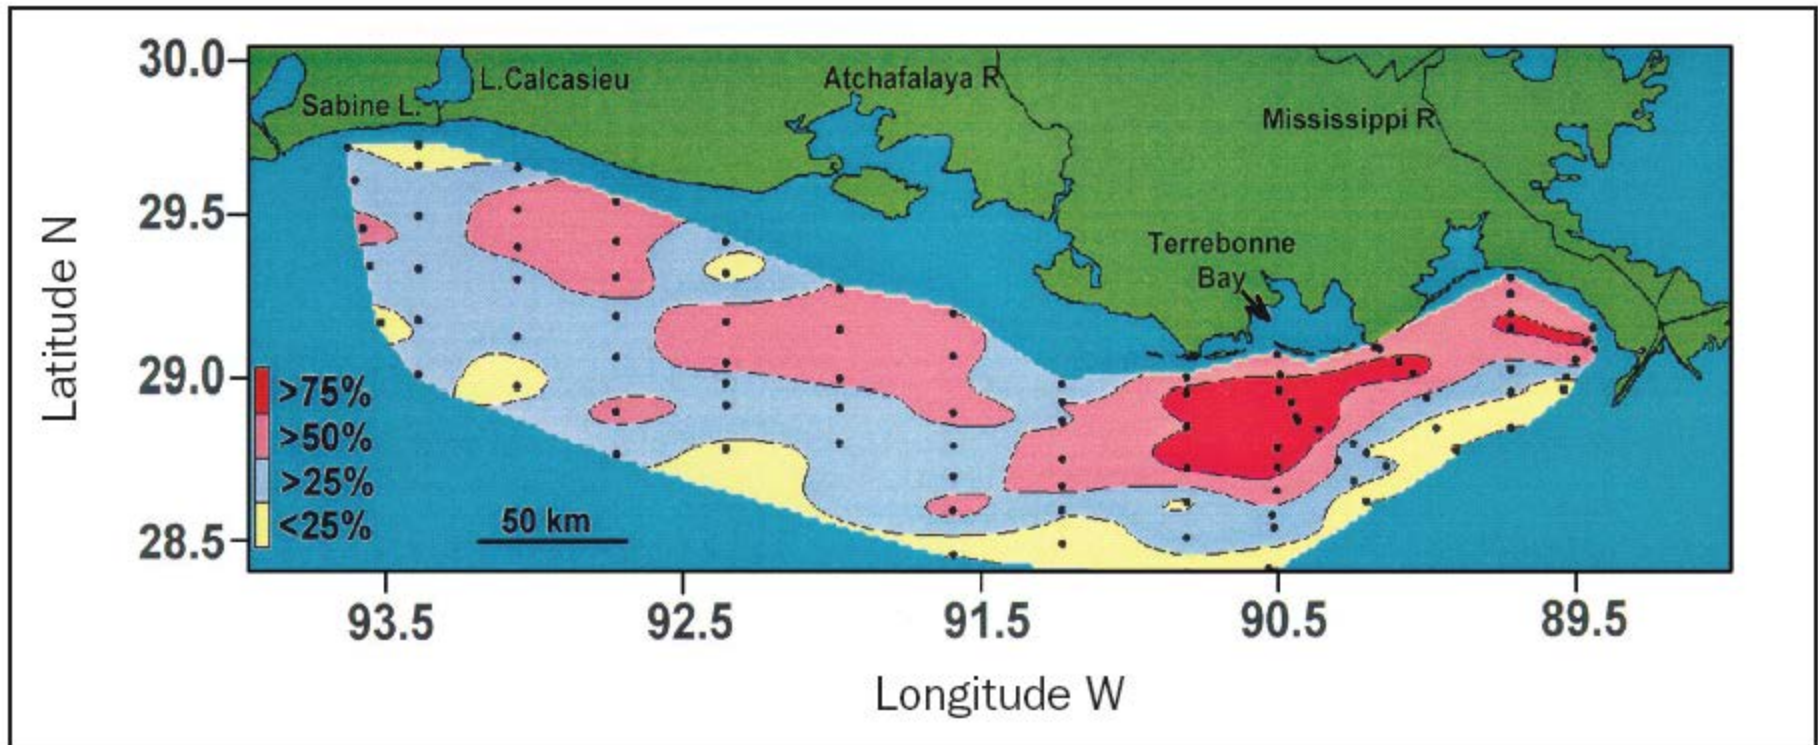 30.0
L.Calcasieu
Atchafalaya R
Sabine L.
Mississippi R
29.5
Terrebonne
Bay
Latitude N
29.0
>75%
>50%
>25%
<25%
50 km
28.5
93.5 92.5 91.5 90.5 89.5
Longitude W